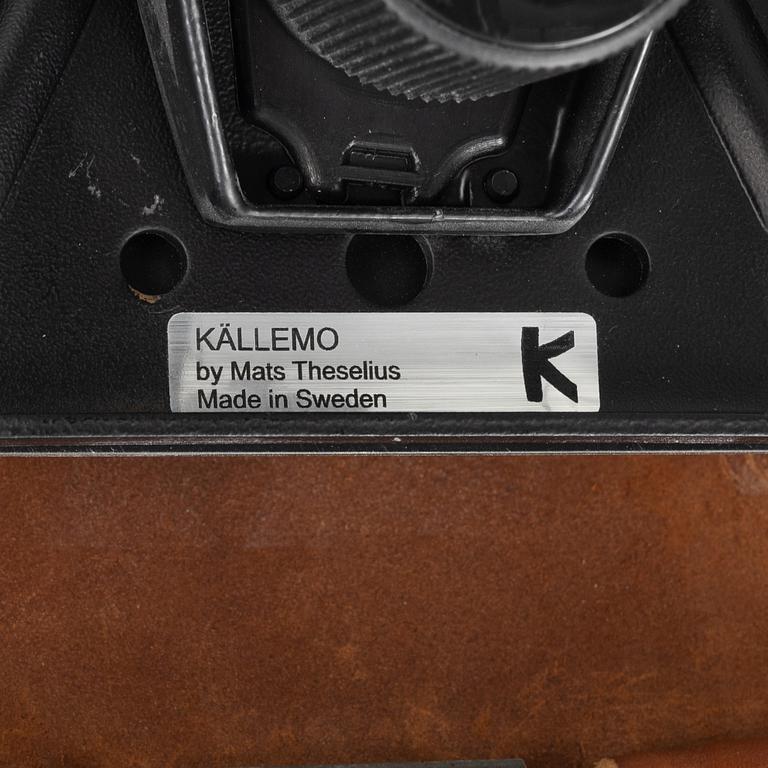 KÄLLEMO
by Mats Theselius
Made in Sweden
K